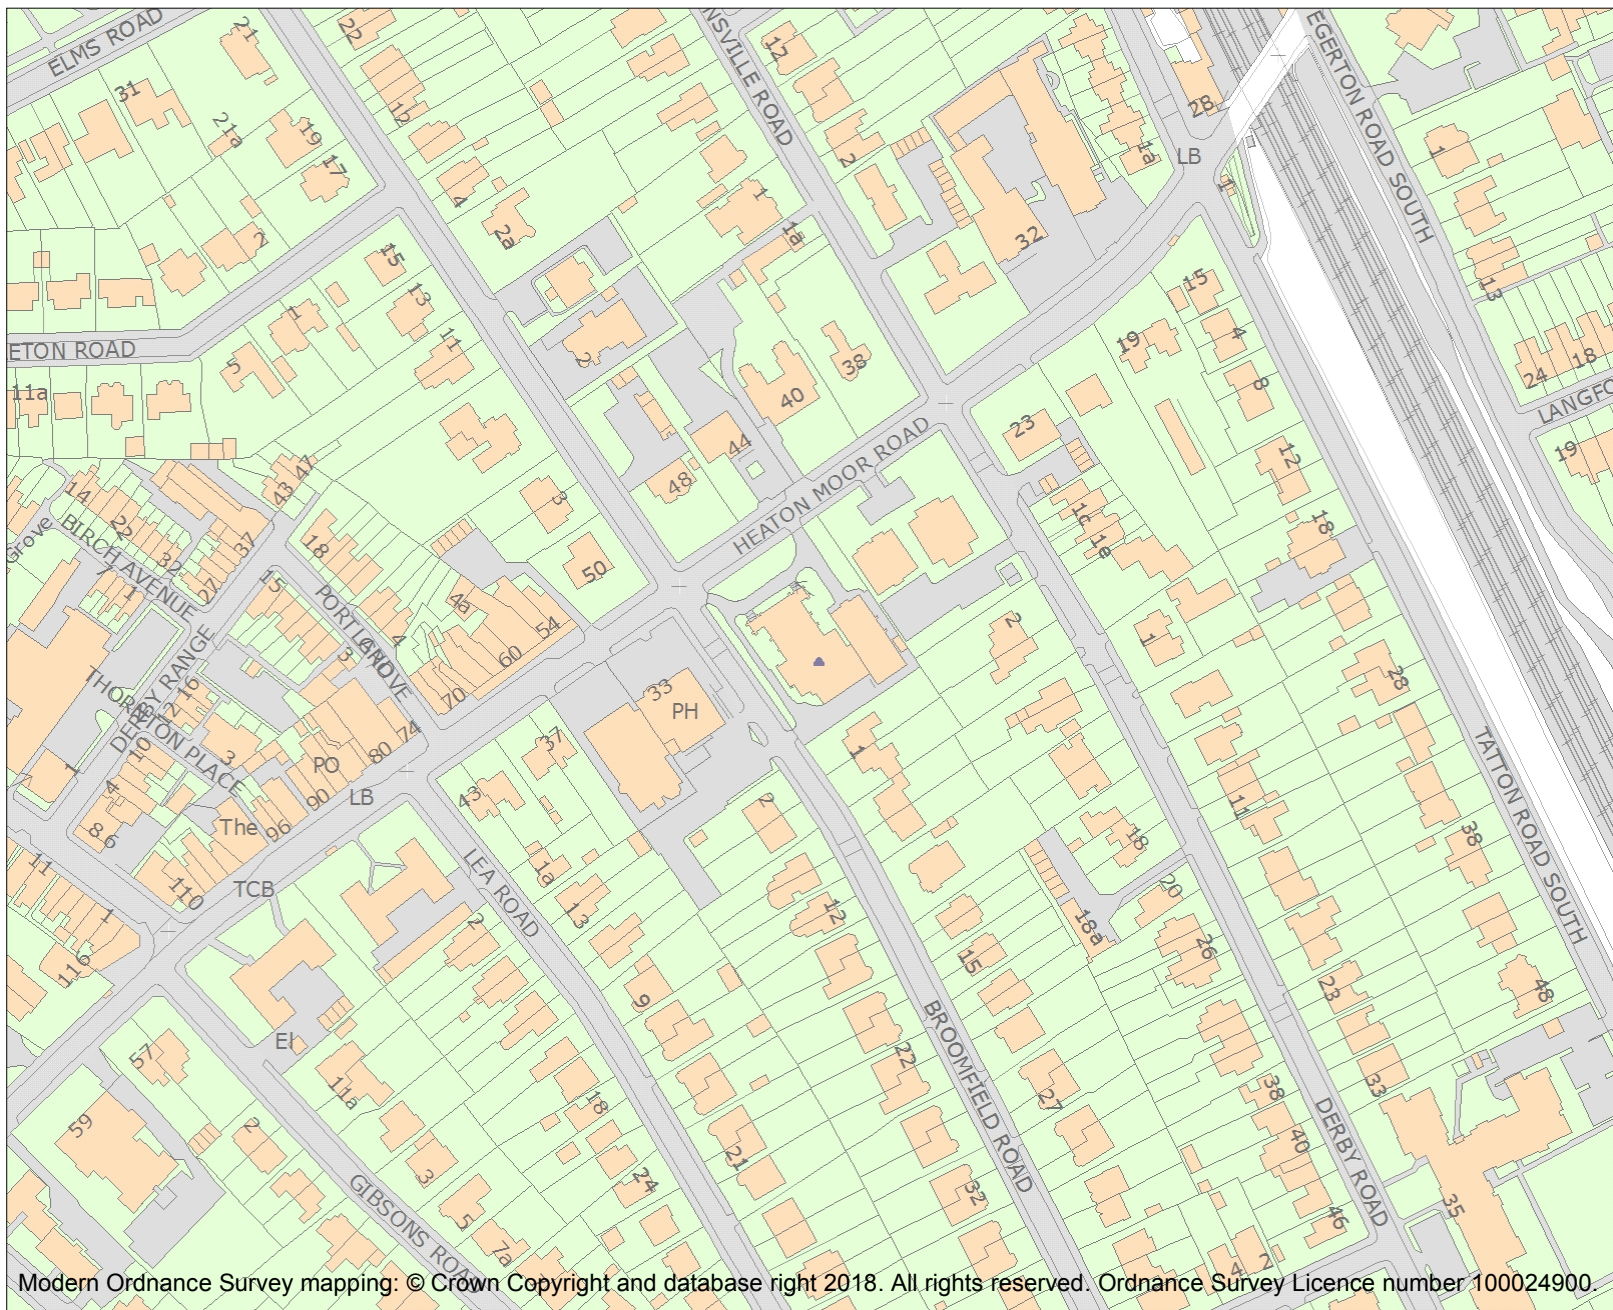 ELMS ROAD
21
22
NSVILLE ROAD
12
EGERTON ROAD SOUTH
31
12
28
21a
19
17
2
1a
LB
1
1
4
2a
1
1a
32
2
15
13
11
1
5
2
13
15
19
4
8
24
18
LANGFO
19
ETON ROAD
11a
38
40
44
48
23
12
18
HEATON MOOR ROAD
43
47
14
22
32
37
27
BIRCH AVENUE
Grove
7
1
18
15
3
50
1c
1e
4a
54
60
70
4
3
PORTLAND
GROVE
DERBY RANGE
THORNTON PLACE
16
12
10
3
4
8
6
1
7
33
PH
2
1
28
PO
80
74
90
LB
96
The
110
TCB
37
43
1
2
11
TATTON ROAD SOUTH
38
18
20
26
18a
LEA ROAD
1a
13
2
12
15
11
1
116
23
48
9
BROOMFIELD ROAD
22
27
38
33
57
El
11a
59
2
18
21
24
3
5
7a
32
40
46
DERBY ROAD
35
GIBSONS ROAD
4
2
Modern Ordnance Survey mapping: © Crown Copyright and database right 2018. All rights reserved. Ordnance Survey Licence number 100024900.